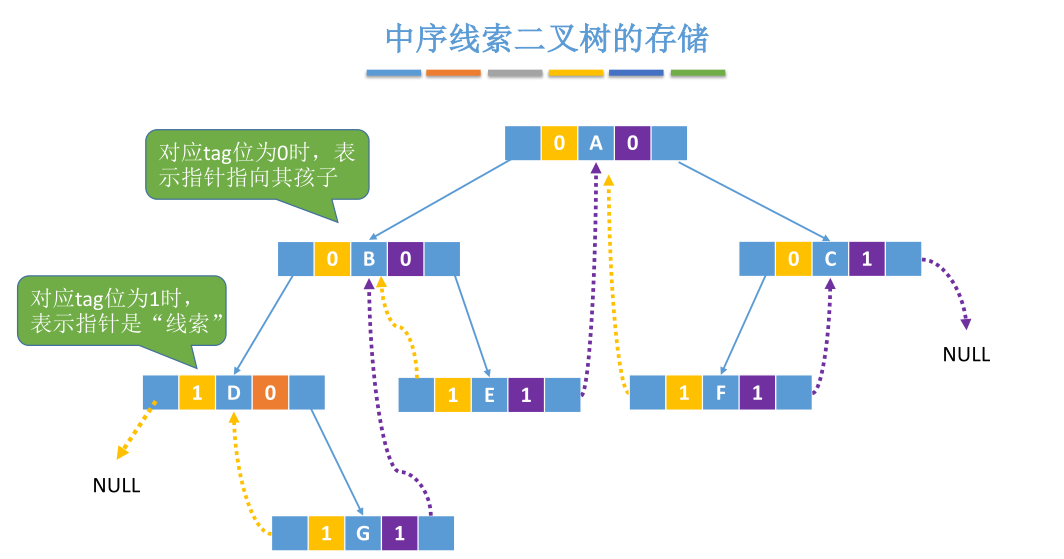 中序线索二叉树的存储
对应tag位为0时，表
示指针指向其孩子
0 A 0
0 B 0
0 C 1
对应tag位为1时，
表示指针是“线索”
NULL
1 D 0
1 E 1
1 F 1
NULL
1 G 1